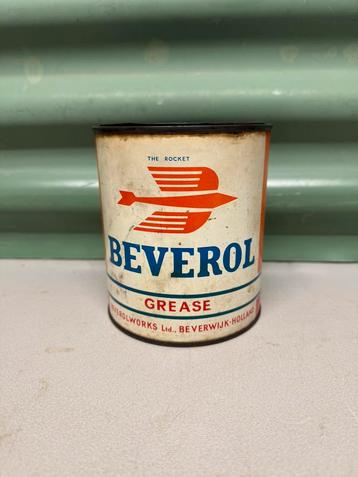 THE ROCKET
BEVEROL
GREASE
BEVEROLWORKS Ltd., BEVERWIJK-HOLLAND